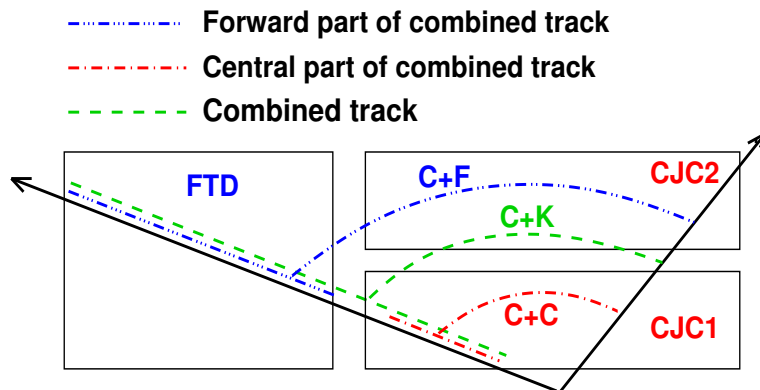 Forward part of combined track
Central part of combined track
Combined track
FTD
C+F
CJC2
C+K
C+C
CJC1